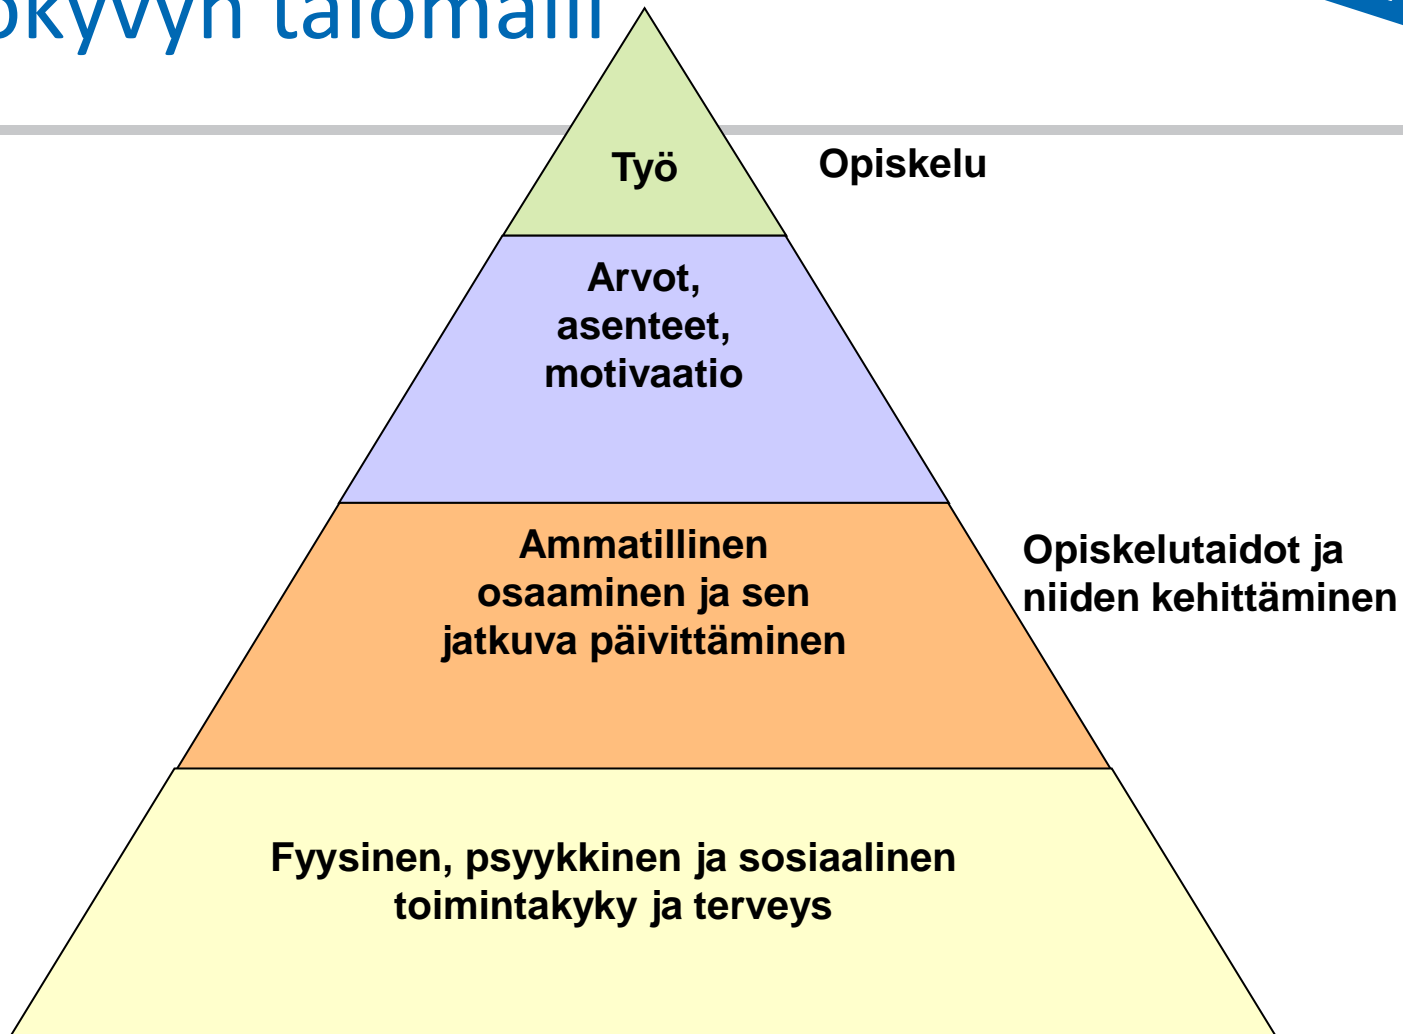 talomalli
Työ
Opiskelu
Arvot,
asenteet,
motivaatio
Ammatillinen
osaaminen ja sen
jatkuva päivittäminen
Opiskelutaidot ja
niiden kehittäminen
Fyysinen, psyykkinen ja sosiaalinen
toimintakyky ja terveys